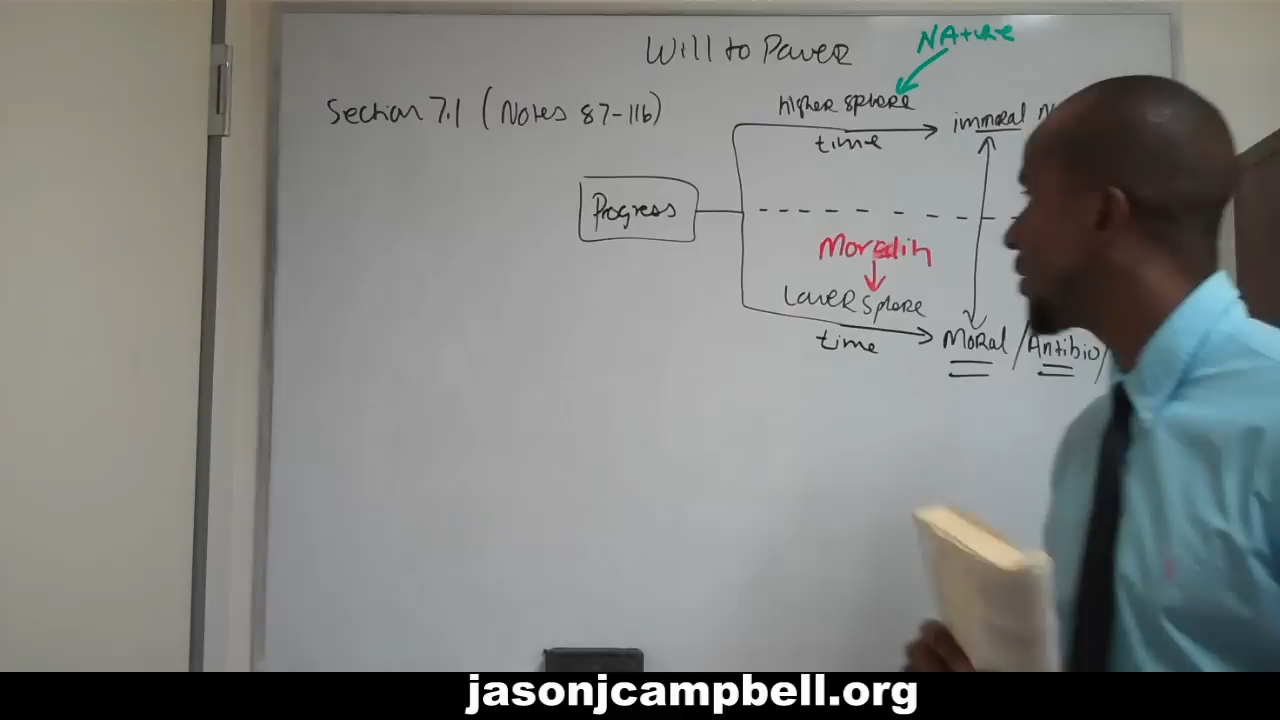 Will to Power
NAture
Section 7.1 (Notes 87-116)
higher sphere
immoral
time
Progress
Moralin
Lower sphere
time
Moral / Antibio /
jasonjcampbell.org